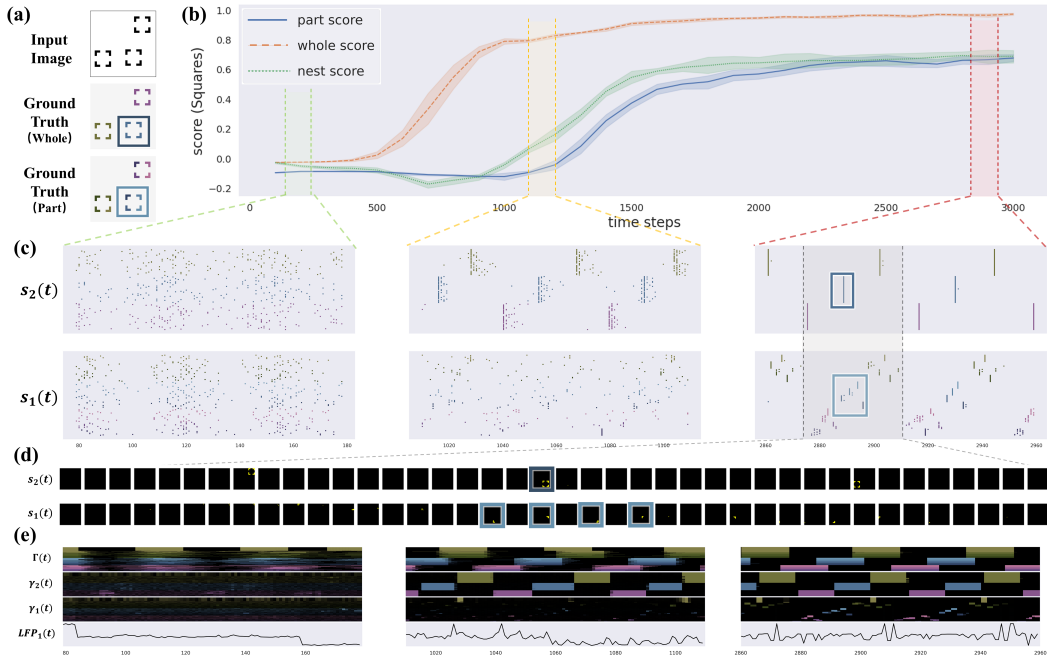 (a)
Input
Image
Ground
Truth
(Whole)
Ground
Truth
(Part)
(b)
1.0
0.8
0.6
0.4
0.2
0.0
−0.2
score (Squares)
part score
whole score
nest score
0 500 1000 1500 2000 2500 3000
time steps
(c)
s₂(t)
s₁(t)
80 100 120 140 160 180
1020 1040 1060 1080
2860 2880 2900 2920 2940 2960
(d)
s₂(t)
s₁(t)
(e)
Γ(t)
γ₂(t)
γ₁(t)
LFP₁(t)
80 100 120 140 160
1020 1040 1060 1080 1100
2860 2880 2900 2920 2940 2960